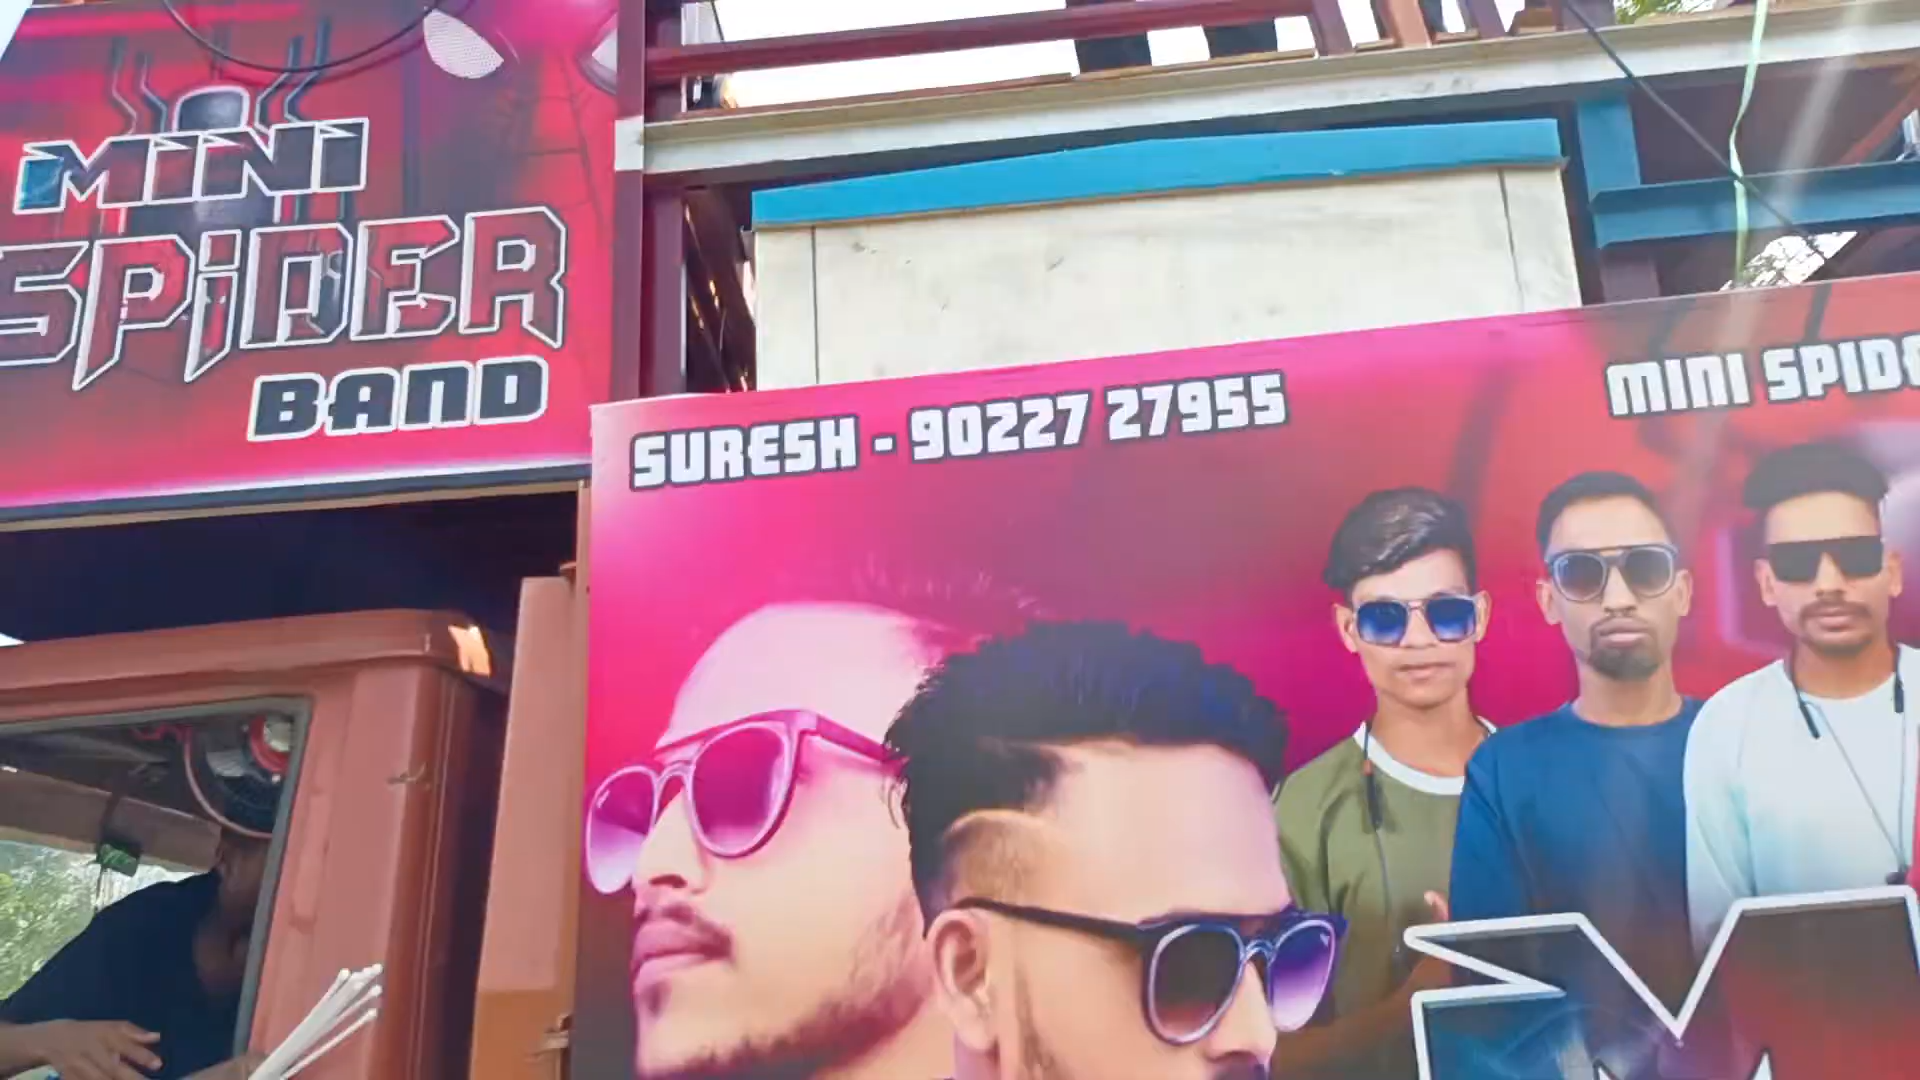 MINI
SPIDER
BAND
SURESH - 90227 27955
MINI SPIDE
M